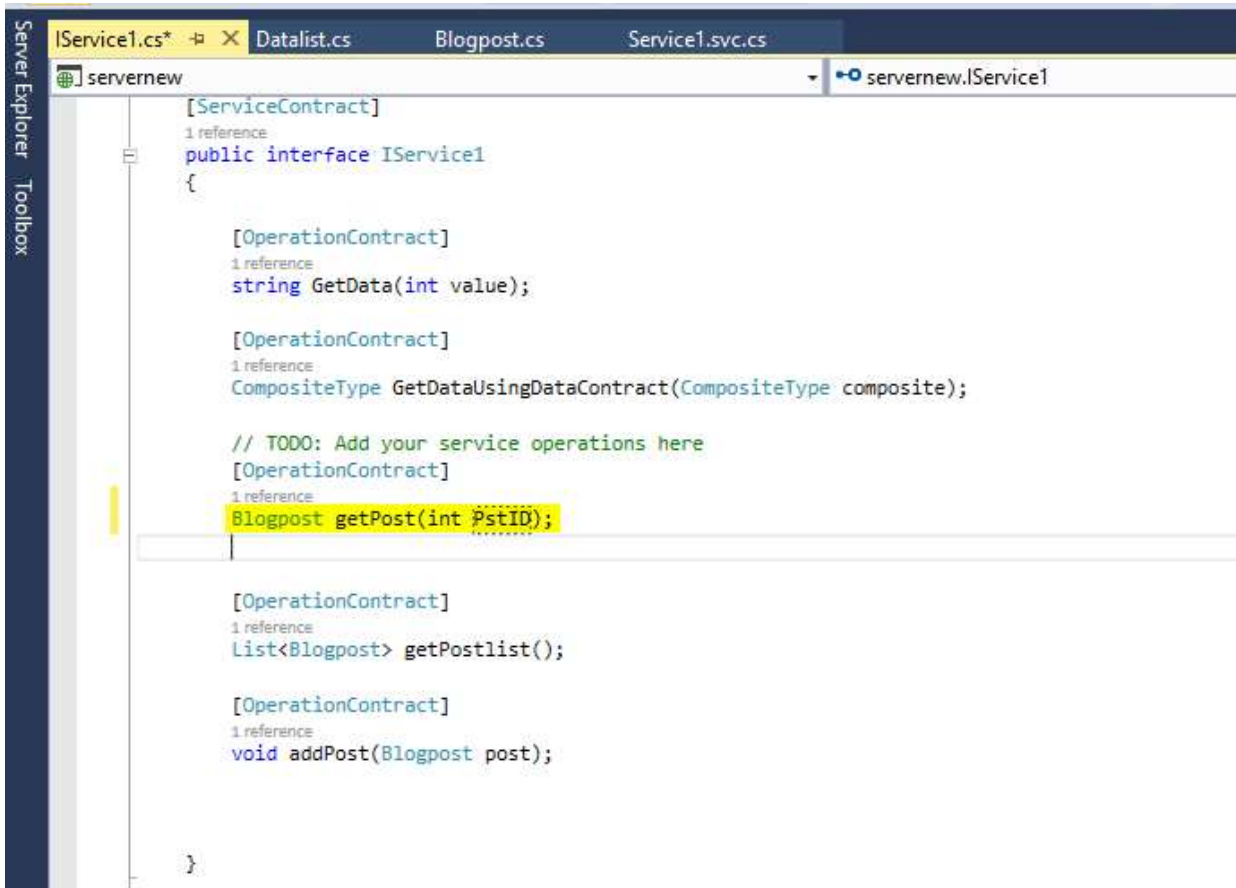 Server Explorer
Toolbox
IService1.cs*
Datalist.cs
Blogpost.cs
Service1.svc.cs
servernew
servernew.IService1
[ServiceContract]
1 reference
public interface IService1
{
[OperationContract]
1 reference
string GetData(int value);
[OperationContract]
1 reference
CompositeType GetDataUsingDataContract(CompositeType composite);
// TODO: Add your service operations here
[OperationContract]
1 reference
Blogpost getPost(int PstID);
[OperationContract]
1 reference
List<Blogpost> getPostlist();
[OperationContract]
1 reference
void addPost(Blogpost post);
}